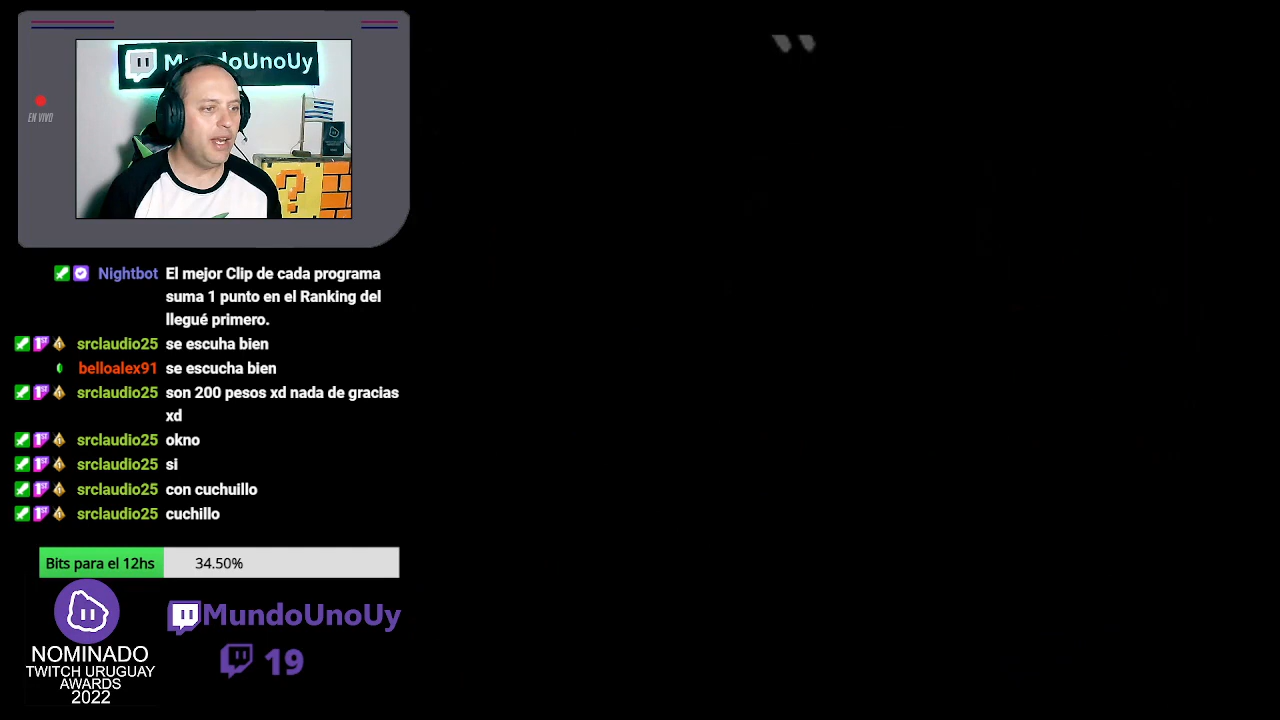 MundoUnoUy
EN VIVO
Nightbot El mejor Clip de cada programa
suma 1 punto en el Ranking del
llegué primero.
srclaudio25 se escuha bien
belloalex91 se escucha bien
srclaudio25 son 200 pesos xd nada de gracias
xd
srclaudio25 okno
srclaudio25 si
srclaudio25 con cuchuillo
srclaudio25 cuchillo
Bits para el 12hs 34.50%
NOMINADO
TWITCH URUGUAY
AWARDS
2022
MundoUnoUy
19